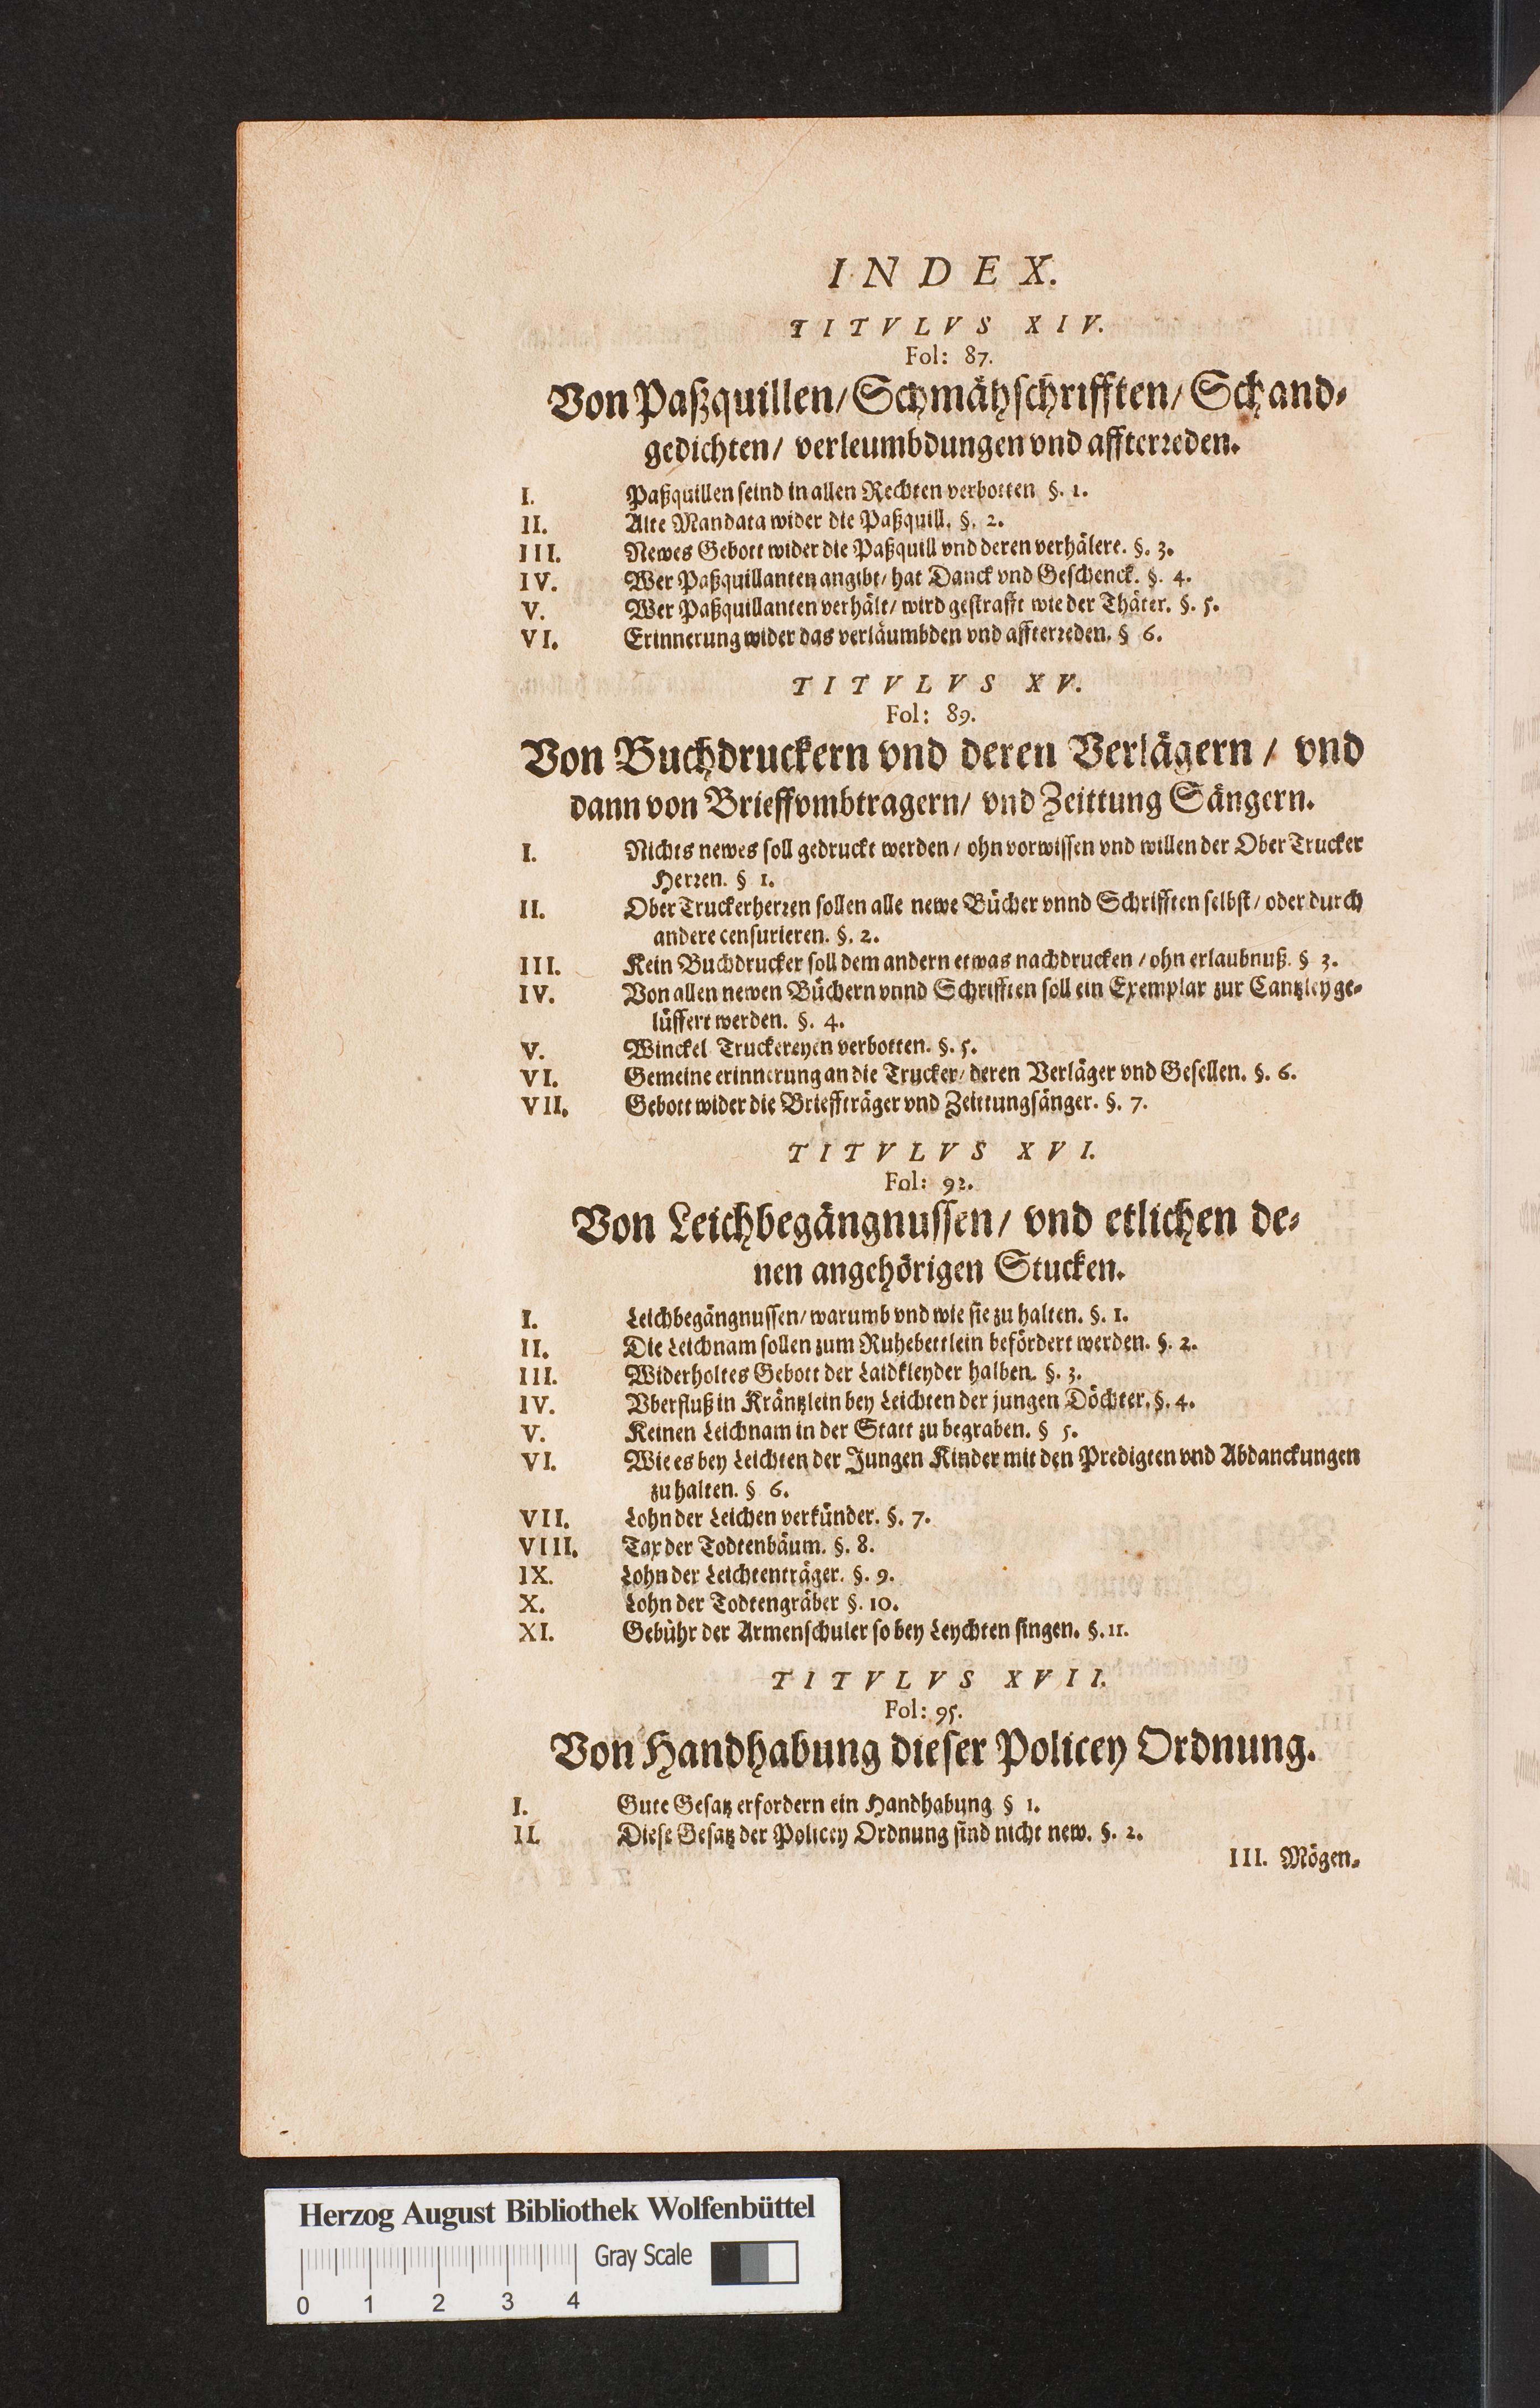 INDEX.
TITVLVS XIV.
Fol: 87.
Von Paßquillen/ Schmähschrifften/ Schand-
gedichten/ verleumbdungen vnd affterreden.
I. Paßquillen seind in allen Rechten verbotten §. 1.
II. Alte Mandata wider die Paßquill. §. 2.
III. Newes Gebott wider die Paßquill vnd deren verhälere. §. 3.
IV. Wer Paßquillanten angibt/ hat Danck vnd Geschenck. §. 4.
V. Wer Paßquillanten verhält/ wird gestrafft wie der Thäter. §. 5.
VI. Erinnerung wider das verläumbden vnd affterreden. § 6.
TITVLVS XV.
Fol: 89.
Von Buchdruckern vnd deren Verlägern / vnd
dann von Brieffvmbtragern/ vnd Zeittung Sängern.
I. Nichts newes soll gedruckt werden / ohn vorwissen vnd willen der Ober Trucker
Herren. § 1.
II. Ober Truckerherren sollen alle newe Bücher vnnd Schrifften selbst/ oder durch
andere censurieren. §. 2.
III. Kein Buchdrucker soll dem andern etwas nachdrucken / ohn erlaubnuß. § 3.
IV. Von allen newen Büchern vnnd Schrifften soll ein Exemplar zur Cantzley ge-
lüffert werden. §. 4.
V. Winckel Truckereyen verbotten. §. 5.
VI. Gemeine erinnerung an die Trucker/ deren Verläger vnd Gesellen. §. 6.
VII. Gebott wider die Briefftträger vnd Zeittungsänger. §. 7.
TITVLVS XVI.
Fol: 92.
Von Leichbegängnussen/ vnd etlichen de-
nen angehörigen Stucken.
I. Leichbegängnussen/ warumb vnd wie sie zu halten. §. 1.
II. Die Leichnam sollen zum Ruhebettlein befördert werden. §. 2.
III. Widerholtes Gebott der Laidkleyder halben. §. 3.
IV. Vberfluß in Kräntzlein bey Leichten der jungen Döchter. §. 4.
V. Keinen Leichnam in der Statt zu begraben. § 5.
VI. Wie es bey Leichten der Jungen Kinder mit den Predigten vnd Abdanckungen
zu halten. § 6.
VII. Lohn der Leichen verkünder. §. 7.
VIII. Tax der Todtenbäum. §. 8.
IX. Lohn der Leichtenträger. §. 9.
X. Lohn der Todtengräber §. 10.
XI. Gebühr der Armenschuler so bey Leychten singen. §. 11.
TITVLVS XVII.
Fol: 95.
Von Handhabung dieser Policey Ordnung.
I. Gute Gesatz erfordern ein Handhabung § 1.
II. Diese Gesatz der Policey Ordnung sind nicht new. §. 2.
III. Mögen-
Herzog August Bibliothek Wolfenbüttel
Gray Scale
0 1 2 3 4